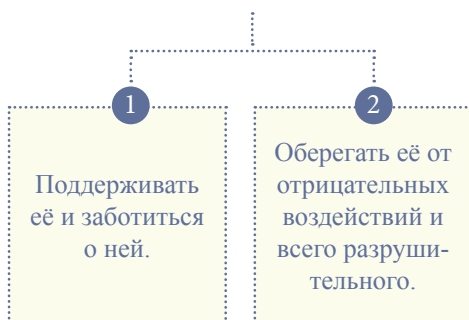 1
Поддерживать
её и заботиться
о ней.
2
Оберегать её от
отрицательных
воздействий и
всего разруши-
тельного.